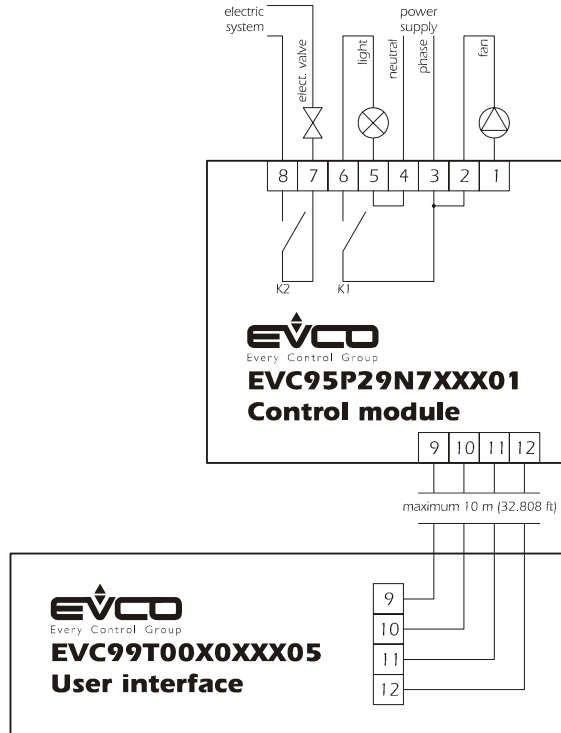 electric
system
elect. valve
light
neutral
power
supply
phase
fan
8 7 6 5 4 3 2 1
K2 K1
EVCO
Every Control Group
EVC95P29N7XXX01
Control module
9 10 11 12
maximum 10 m (32.808 ft)
EVCO
Every Control Group
EVC99T00X0XXX05
User interface
9
10
11
12